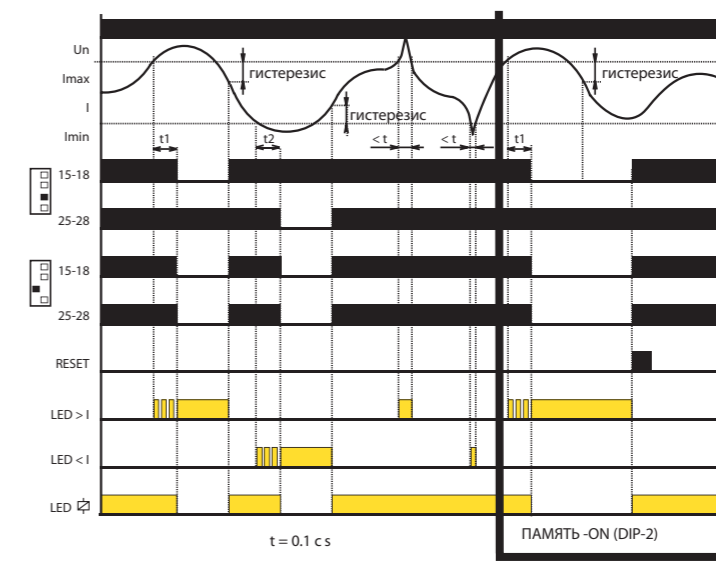 Un
Imax
I
Imin
гистерезис
гистерезис
гистерезис
t1
t2
< t
< t
t1
15-18
25-28
15-18
25-28
RESET
LED > I
LED < I
LED
t = 0.1 c s
ПАМЯТЬ -ON (DIP-2)